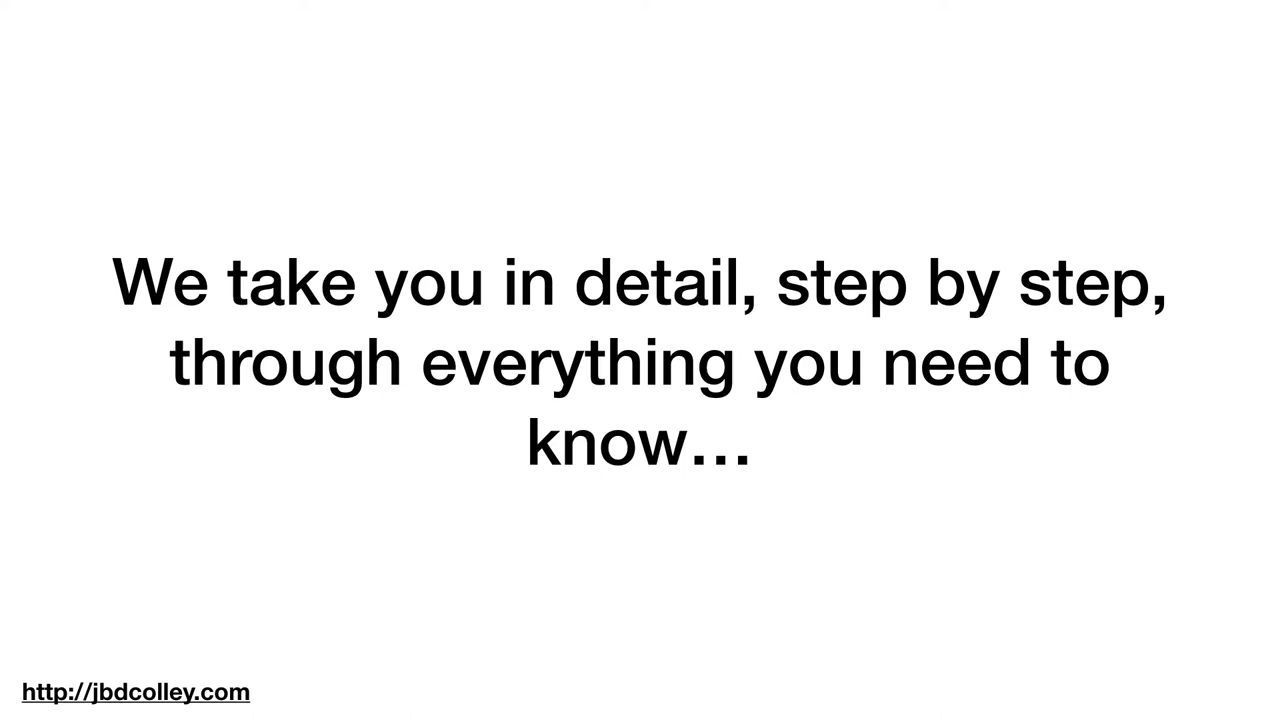 We take you in detail, step by step,
through everything you need to
know…
http://jbdcolley.com